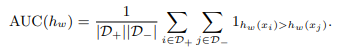 AUC(h_w) = \frac{1}{|\mathcal{D}_+||\mathcal{D}_-|} \sum_{i \in \mathcal{D}_+} \sum_{j \in \mathcal{D}_-} 1_{h_w(x_i) > h_w(x_j)}.